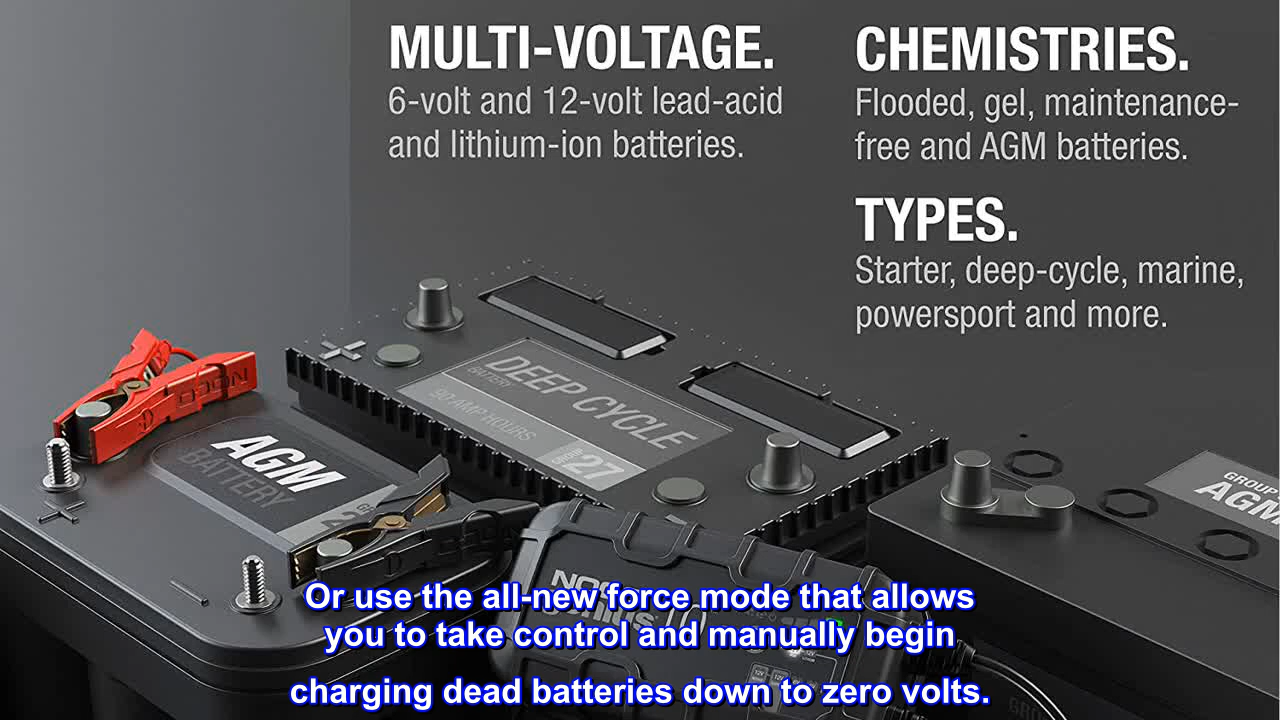 MULTI-VOLTAGE.
6-volt and 12-volt lead-acid
and lithium-ion batteries.
CHEMISTRIES.
Flooded, gel, maintenance-
free and AGM batteries.
TYPES.
Starter, deep-cycle, marine,
powersport and more.
DEEP CYCLE
BATTERY
90-AMP HOURS
GROUP
27
NOCO
AGM
BATTERY
GROUP
AGM
Or use the all-new force mode that allows
you to take control and manually begin
charging dead batteries down to zero volts.